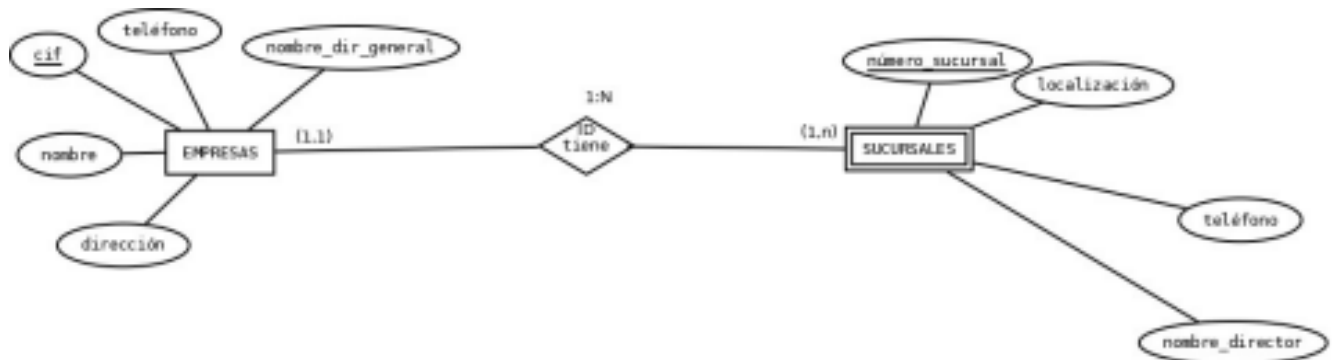 teléfono
cif
nombre_dir_general
número_sucursal
localización
1:N
(1.1)
(1.n)
ID
tiene
nombre
EMPRESAS
SUCURSALES
teléfono
dirección
nombre_director